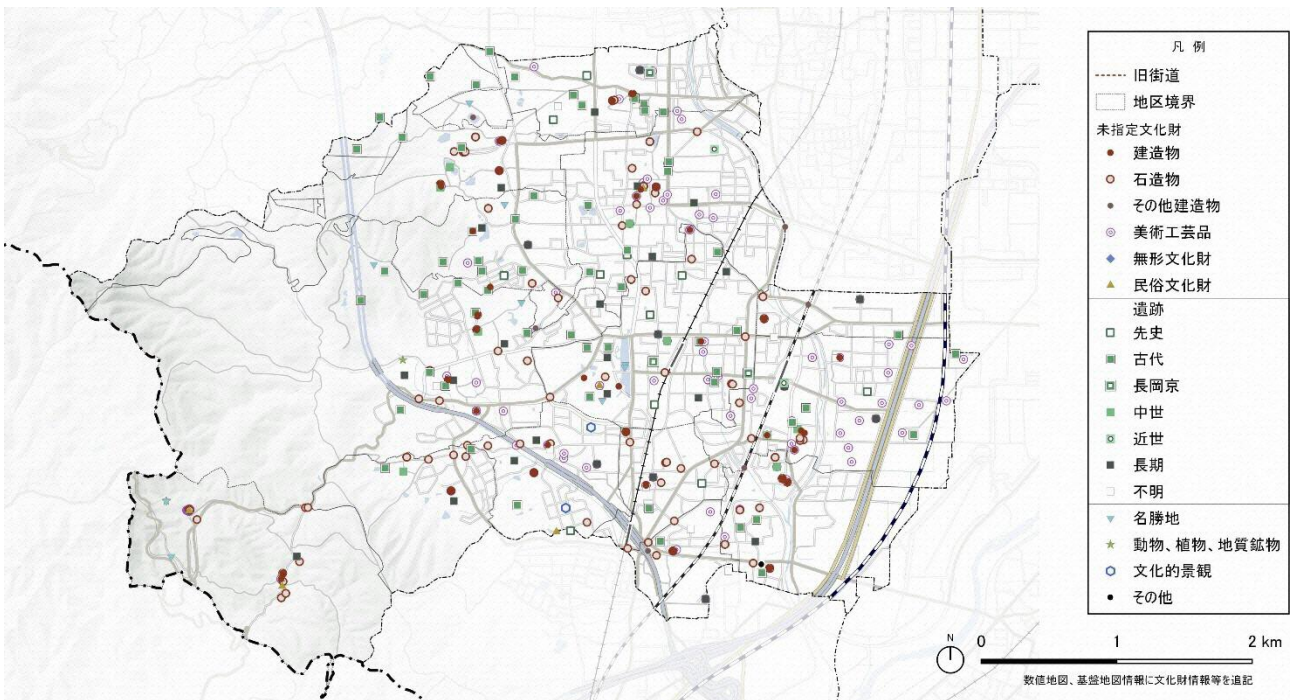 凡 例
旧街道
地区境界
未指定文化財
建造物
石造物
その他建造物
美術工芸品
無形文化財
民俗文化財
遺跡
先史
古代
長岡京
中世
近世
長期
不明
名勝地
動物、植物、地質鉱物
文化的景観
その他
N
0 1 2 km
数値地図、基盤地図情報に文化財情報等を追記